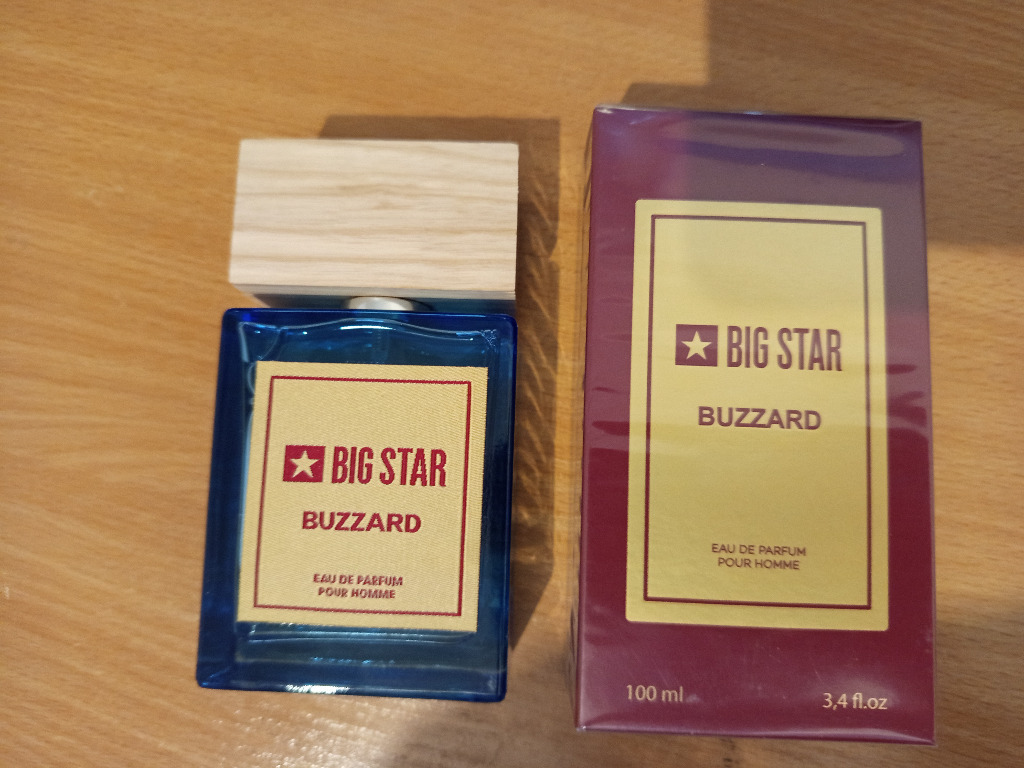 BIG STAR
BUZZARD
EAU DE PARFUM
POUR HOMME
BIG STAR
BUZZARD
EAU DE PARFUM
POUR HOMME
100 ml
3,4 fl.oz